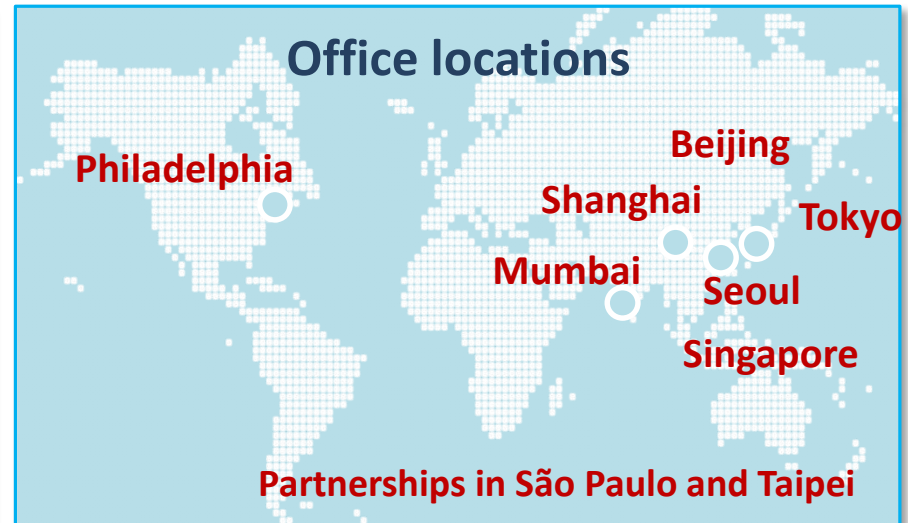 Office locations
Beijing
Philadelphia
Shanghai
Tokyo
Mumbai
Seoul
Singapore
Partnerships in São Paulo and Taipei